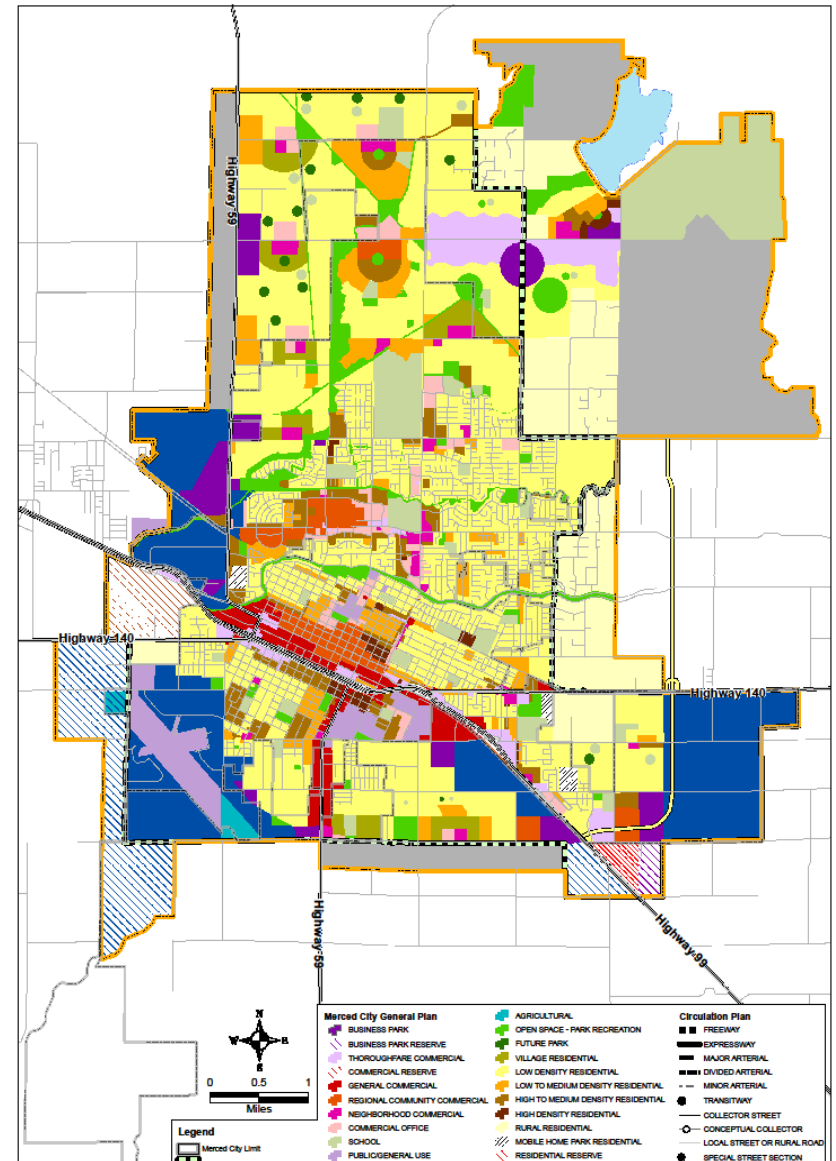 Highway 59
Highway 140
Highway 140
Highway 59
Highway 99
N
W E
S
0 0.5 1
Miles
Legend
Merced City Limit
Merced City General Plan
BUSINESS PARK
BUSINESS PARK RESERVE
THOROUGHFARE COMMERCIAL
COMMERCIAL RESERVE
GENERAL COMMERCIAL
REGIONAL COMMUNITY COMMERCIAL
NEIGHBORHOOD COMMERCIAL
COMMERCIAL OFFICE
SCHOOL
PUBLIC/GENERAL USE
AGRICULTURAL
OPEN SPACE - PARK RECREATION
FUTURE PARK
VILLAGE RESIDENTIAL
LOW DENSITY RESIDENTIAL
LOW TO MEDIUM DENSITY RESIDENTIAL
HIGH TO MEDIUM DENSITY RESIDENTIAL
HIGH DENSITY RESIDENTIAL
RURAL RESIDENTIAL
MOBILE HOME PARK RESIDENTIAL
RESIDENTIAL RESERVE
Circulation Plan
FREEWAY
EXPRESSWAY
MAJOR ARTERIAL
DIVIDED ARTERIAL
MINOR ARTERIAL
TRANSITWAY
COLLECTOR STREET
CONCEPTUAL COLLECTOR
LOCAL STREET OR RURAL ROAD
SPECIAL STREET SECTION